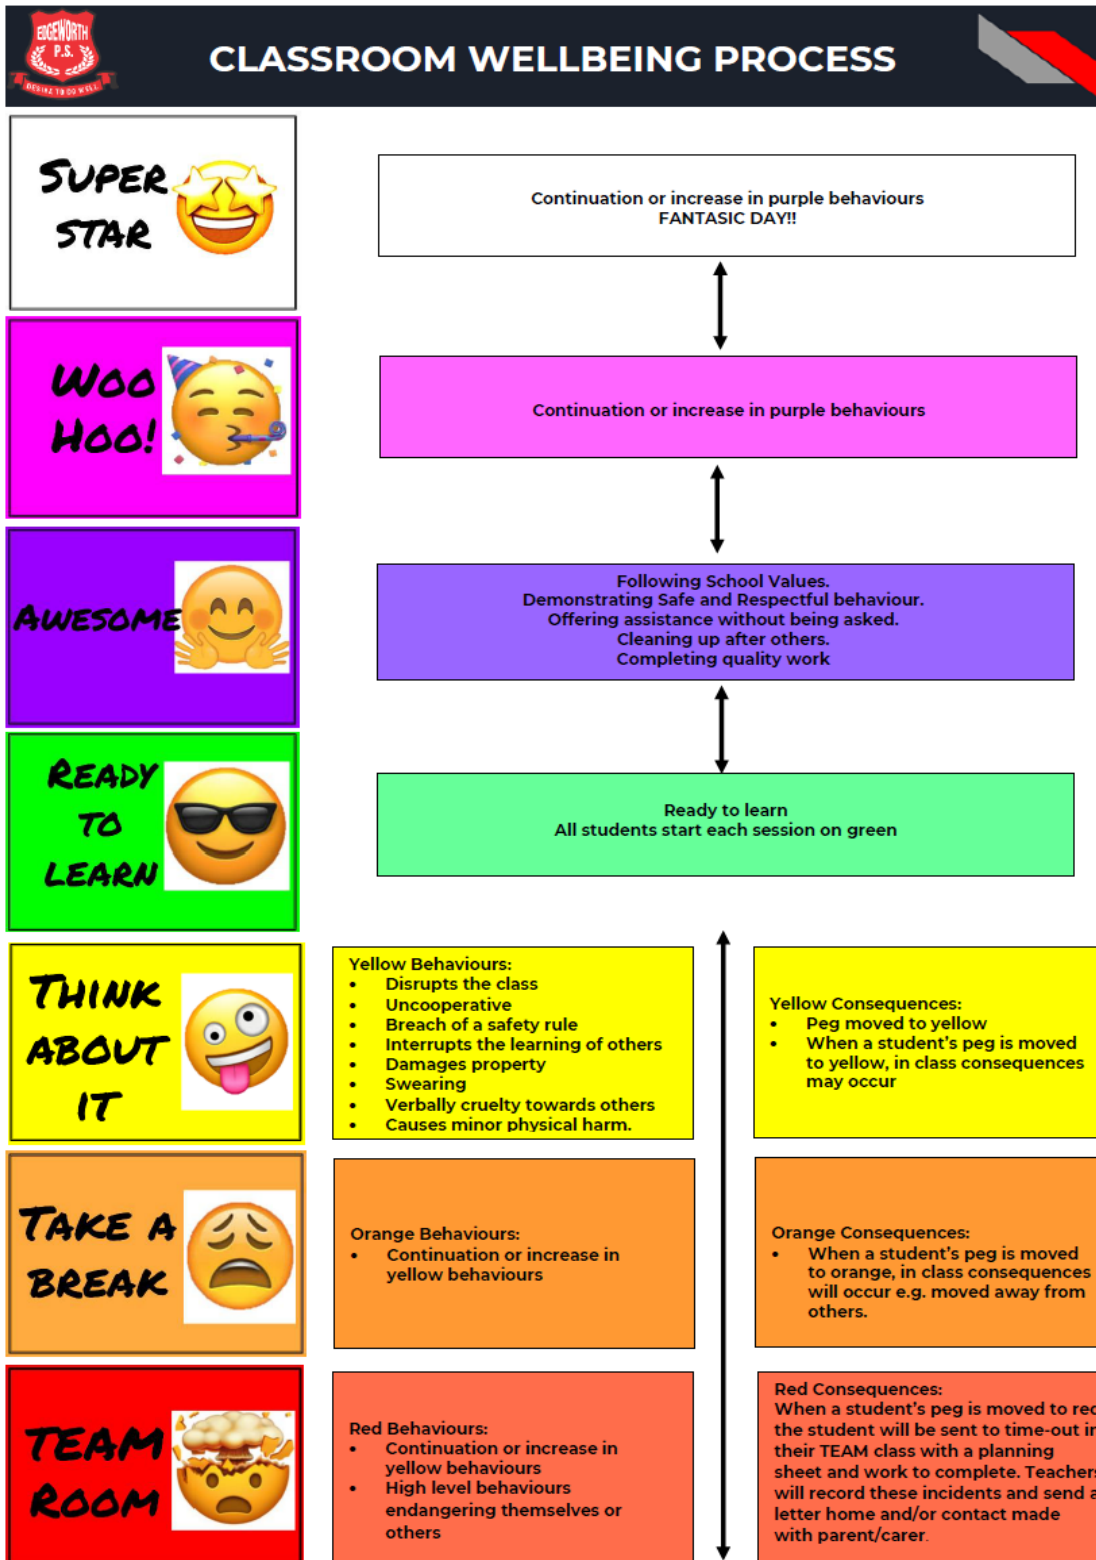 EDGEWORTH
P.S.
DESIRE TO DO WELL
CLASSROOM WELLBEING PROCESS
SUPER
STAR
Continuation or increase in purple behaviours
FANTASIC DAY!!
WOO
HOO!
Continuation or increase in purple behaviours
AWESOME
Following School Values.
Demonstrating Safe and Respectful behaviour.
Offering assistance without being asked.
Cleaning up after others.
Completing quality work
READY
TO
LEARN
Ready to learn
All students start each session on green
THINK
ABOUT
IT
Yellow Behaviours:
• Disrupts the class
• Uncooperative
• Breach of a safety rule
• Interrupts the learning of others
• Damages property
• Swearing
• Verbally cruelty towards others
• Causes minor physical harm.
Yellow Consequences:
• Peg moved to yellow
• When a student's peg is moved
to yellow, in class consequences
may occur
TAKE A
BREAK
Orange Behaviours:
• Continuation or increase in
yellow behaviours
Orange Consequences:
• When a student's peg is moved
to orange, in class consequences
will occur e.g. moved away from
others.
TEAM
ROOM
Red Behaviours:
• Continuation or increase in
yellow behaviours
• High level behaviours
endangering themselves or
others
Red Consequences:
When a student's peg is moved to red
the student will be sent to time-out in
their TEAM class with a planning
sheet and work to complete. Teachers
will record these incidents and send a
letter home and/or contact made
with parent/carer.